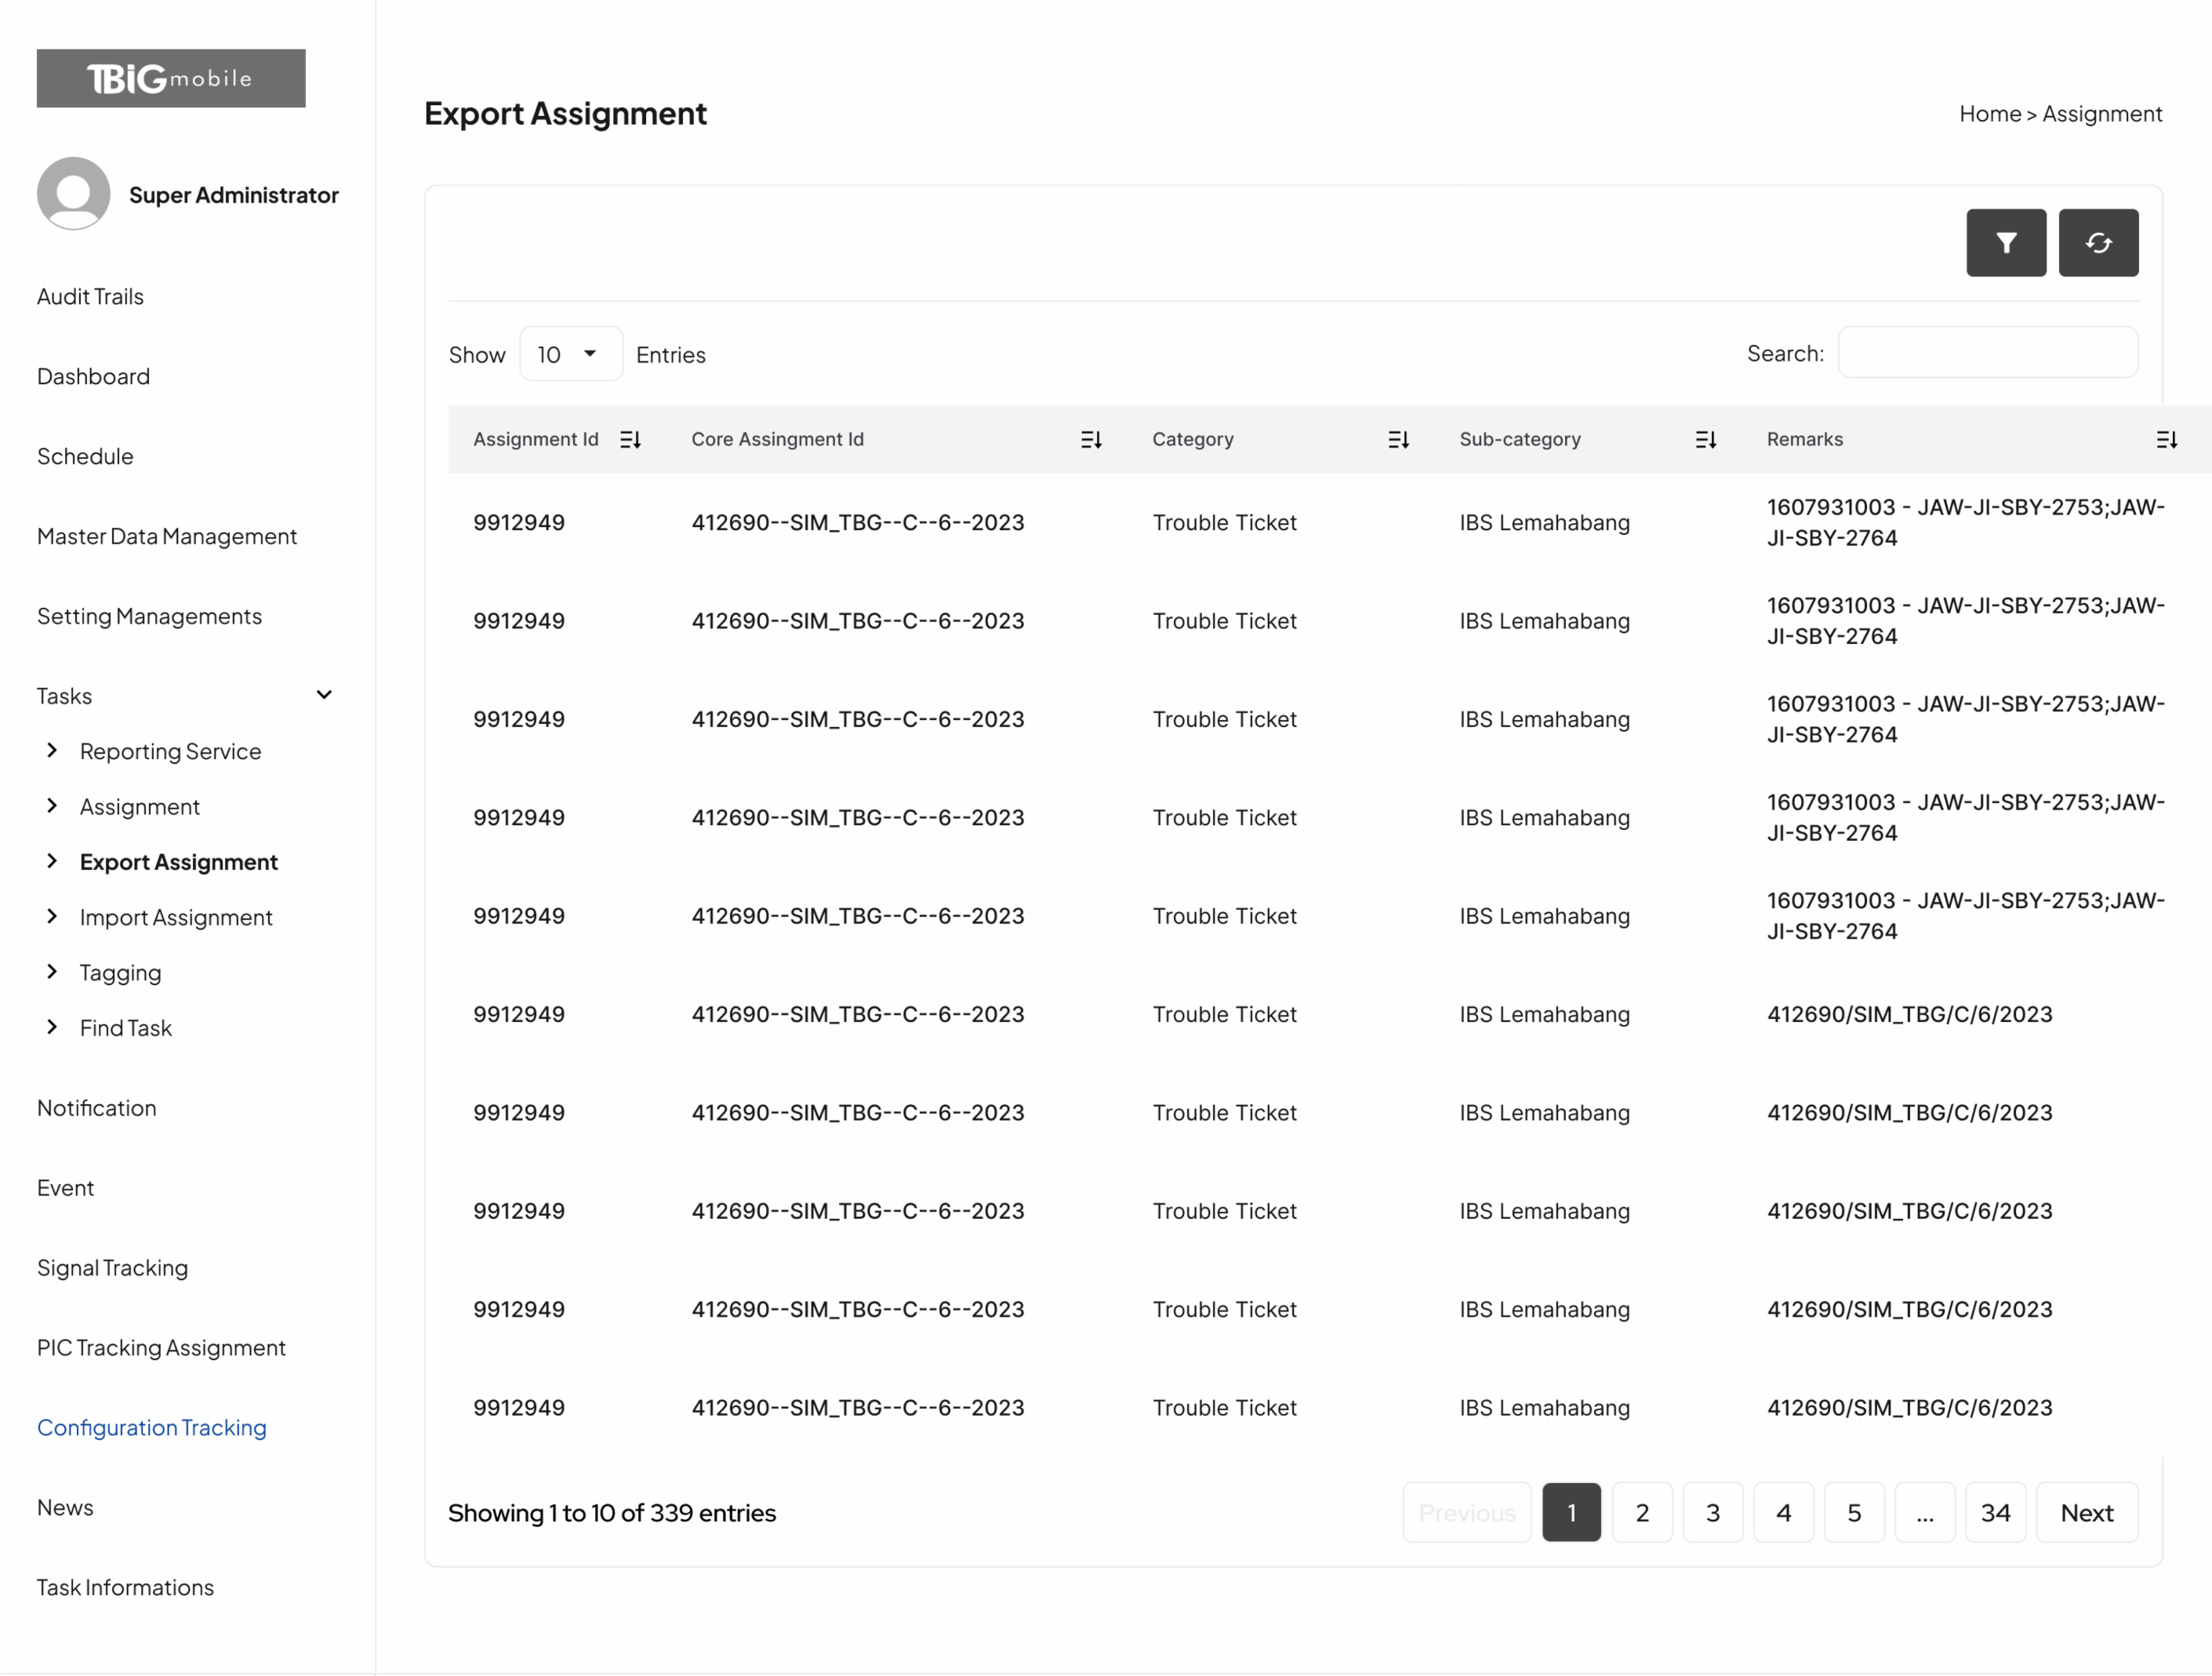 TBiGmobile
Super Administrator
Audit Trails
Dashboard
Schedule
Master Data Management
Setting Managements
Tasks
Reporting Service
Assignment
Export Assignment
Import Assignment
Tagging
Find Task
Notification
Event
Signal Tracking
PIC Tracking Assignment
Configuration Tracking
News
Task Informations
Export Assignment
Home > Assignment
Show 10 Entries
Search:
Assignment Id Core Assingment Id Category Sub-category Remarks
9912949 412690--SIM_TBG--C--6--2023 Trouble Ticket IBS Lemahabang 1607931003 - JAW-JI-SBY-2753;JAW-
JI-SBY-2764
9912949 412690--SIM_TBG--C--6--2023 Trouble Ticket IBS Lemahabang 1607931003 - JAW-JI-SBY-2753;JAW-
JI-SBY-2764
9912949 412690--SIM_TBG--C--6--2023 Trouble Ticket IBS Lemahabang 1607931003 - JAW-JI-SBY-2753;JAW-
JI-SBY-2764
9912949 412690--SIM_TBG--C--6--2023 Trouble Ticket IBS Lemahabang 1607931003 - JAW-JI-SBY-2753;JAW-
JI-SBY-2764
9912949 412690--SIM_TBG--C--6--2023 Trouble Ticket IBS Lemahabang 1607931003 - JAW-JI-SBY-2753;JAW-
JI-SBY-2764
9912949 412690--SIM_TBG--C--6--2023 Trouble Ticket IBS Lemahabang 412690/SIM_TBG/C/6/2023
9912949 412690--SIM_TBG--C--6--2023 Trouble Ticket IBS Lemahabang 412690/SIM_TBG/C/6/2023
9912949 412690--SIM_TBG--C--6--2023 Trouble Ticket IBS Lemahabang 412690/SIM_TBG/C/6/2023
9912949 412690--SIM_TBG--C--6--2023 Trouble Ticket IBS Lemahabang 412690/SIM_TBG/C/6/2023
9912949 412690--SIM_TBG--C--6--2023 Trouble Ticket IBS Lemahabang 412690/SIM_TBG/C/6/2023
Showing 1 to 10 of 339 entries
Previous 1 2 3 4 5 ... 34 Next